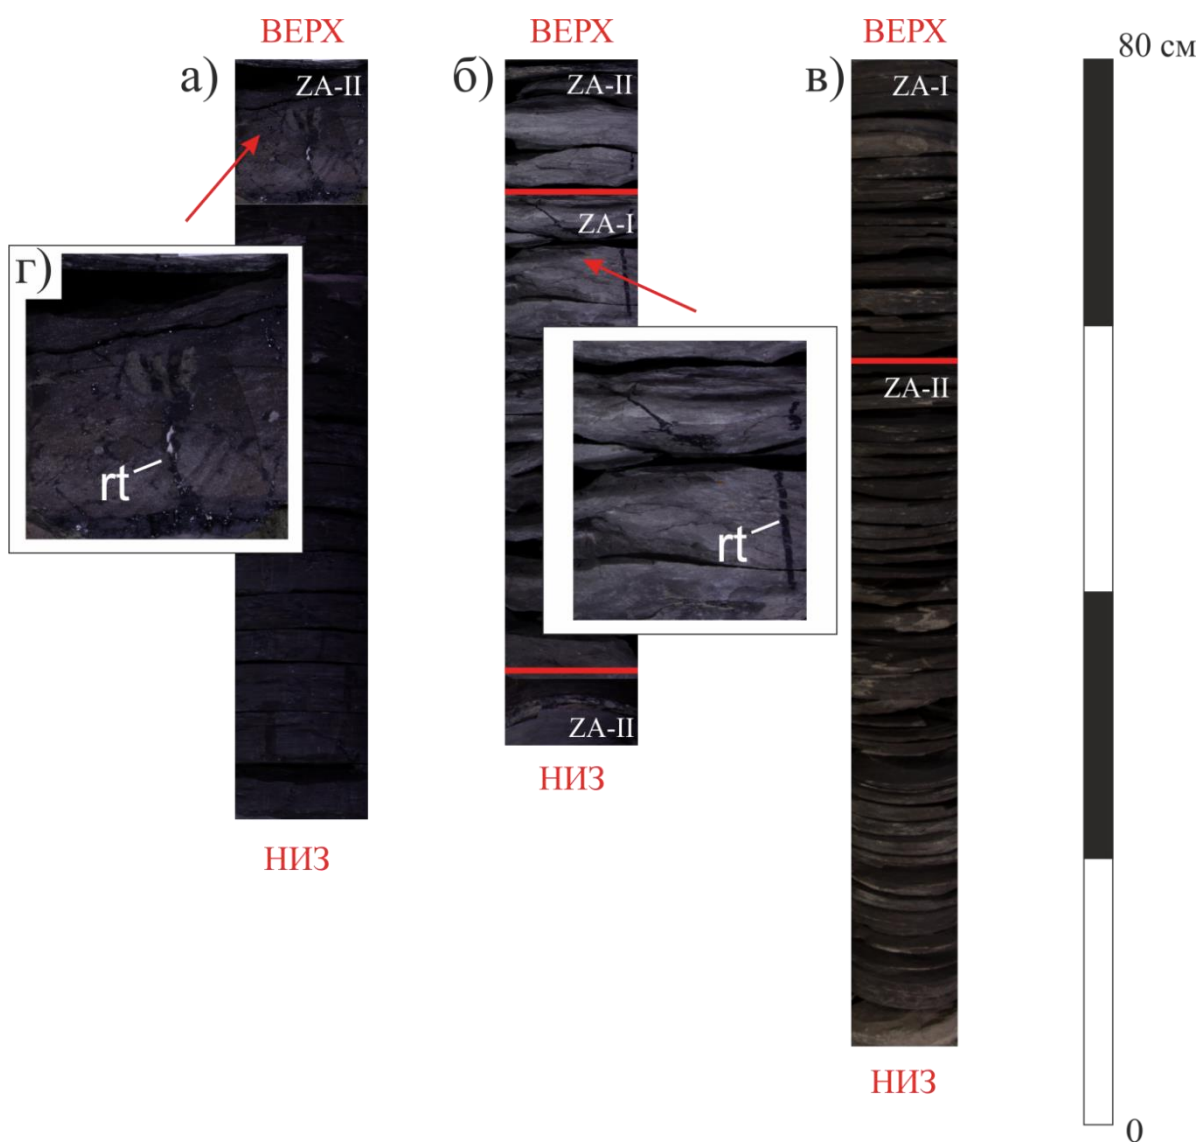 ВЕРХ
ВЕРХ
ВЕРХ
80 см
а)
ZA-II
б)
ZA-II
в)
ZA-I
ZA-I
г)
ZA-II
rt
rt
ZA-II
НИЗ
НИЗ
НИЗ
0